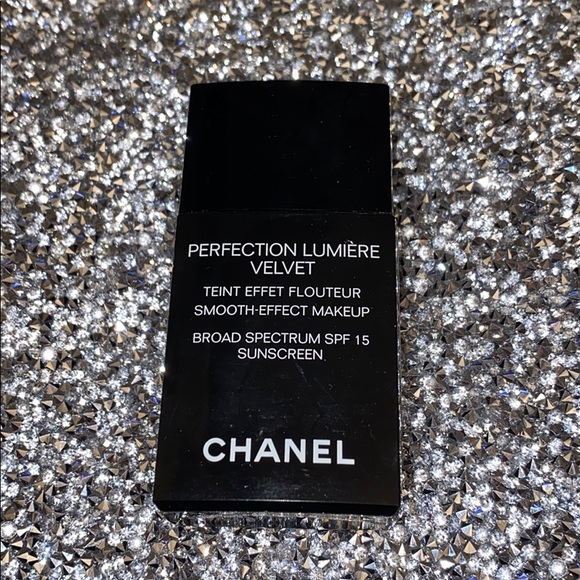 PERFECTION LUMIÈRE
VELVET
TEINT EFFET FLOUTEUR
SMOOTH-EFFECT MAKEUP
BROAD SPECTRUM SPF 15
SUNSCREEN
CHANEL